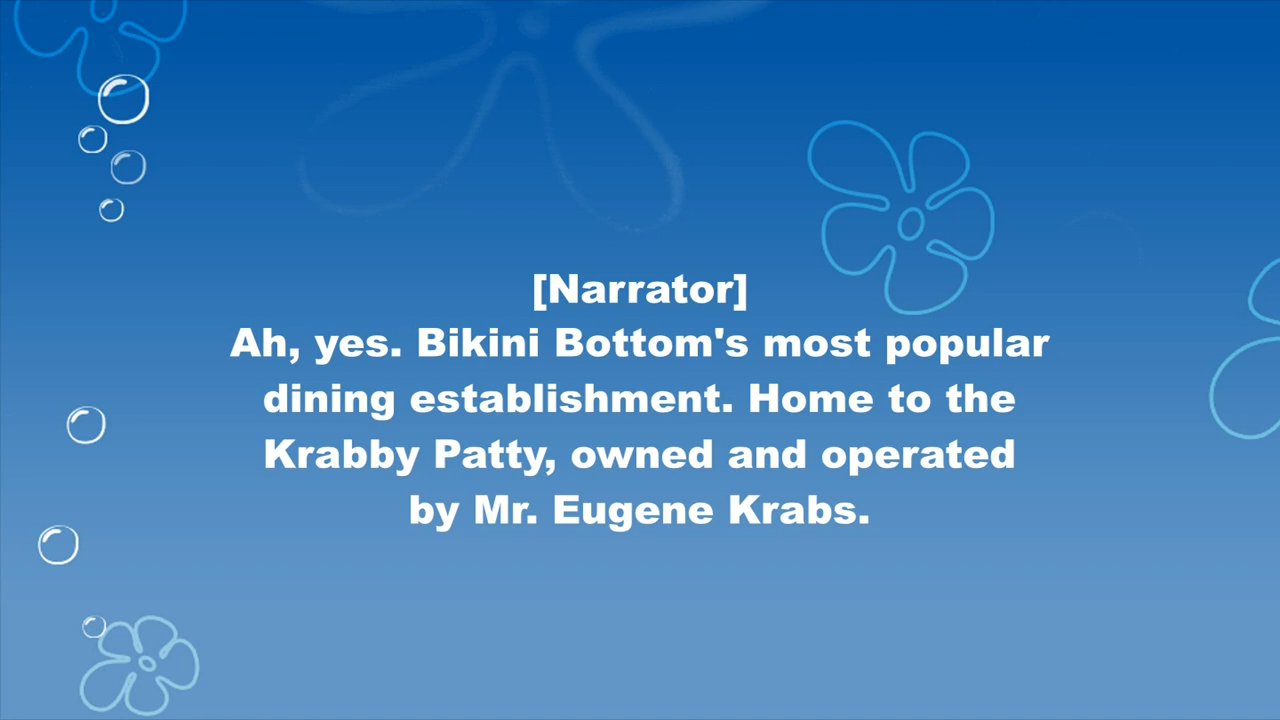 [Narrator]
Ah, yes. Bikini Bottom's most popular
dining establishment. Home to the
Krabby Patty, owned and operated
by Mr. Eugene Krabs.